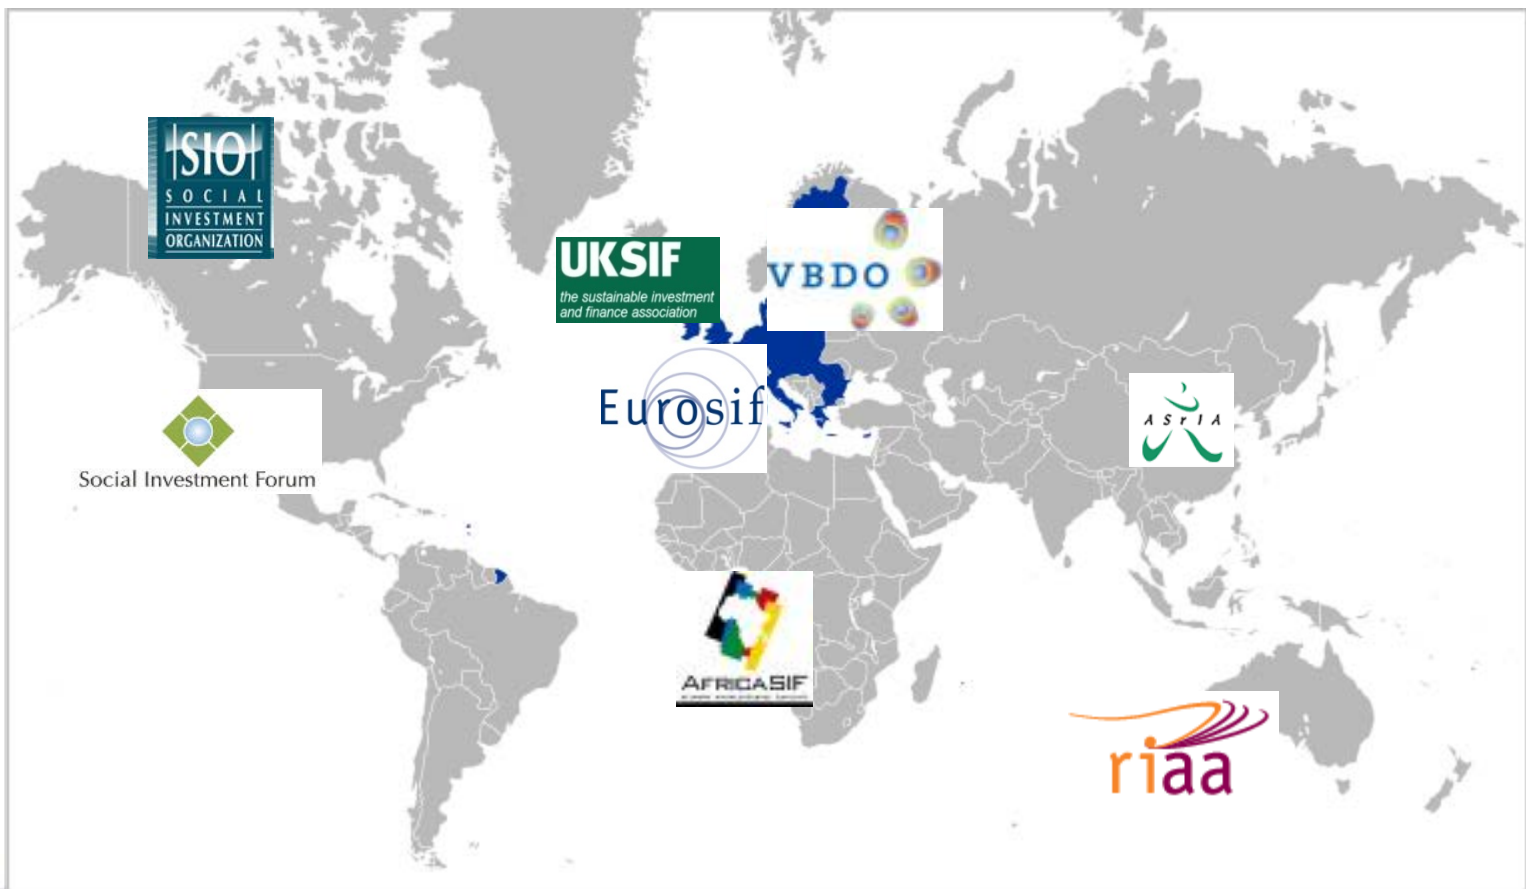 SIO
SOCIAL
INVESTMENT
ORGANIZATION
UKSIF
the sustainable investment
and finance association
VBDO
Eurosif
ASrIA
Social Investment Forum
AFRICASIF
riaa